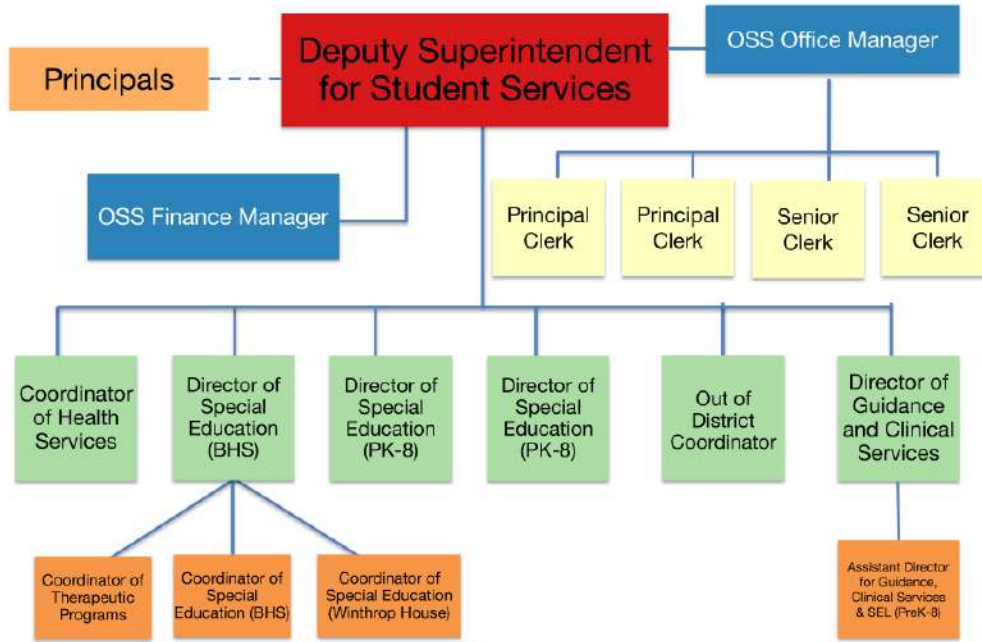 Deputy Superintendent
for Student Services
OSS Office Manager
Principals
OSS Finance Manager
Principal
Clerk
Principal
Clerk
Senior
Clerk
Senior
Clerk
Coordinator
of Health
Services
Director of
Special
Education
(BHS)
Director of
Special
Education
(PK-8)
Director of
Special
Education
(PK-8)
Out of
District
Coordinator
Director of
Guidance
and Clinical
Services
Coordinator of
Therapeutic
Programs
Coordinator of
Special
Education (BHS)
Coordinator of
Special Education
(Winthrop House)
Assistant Director
for Guidance,
Clinical Services
& SEL (PreK-8)